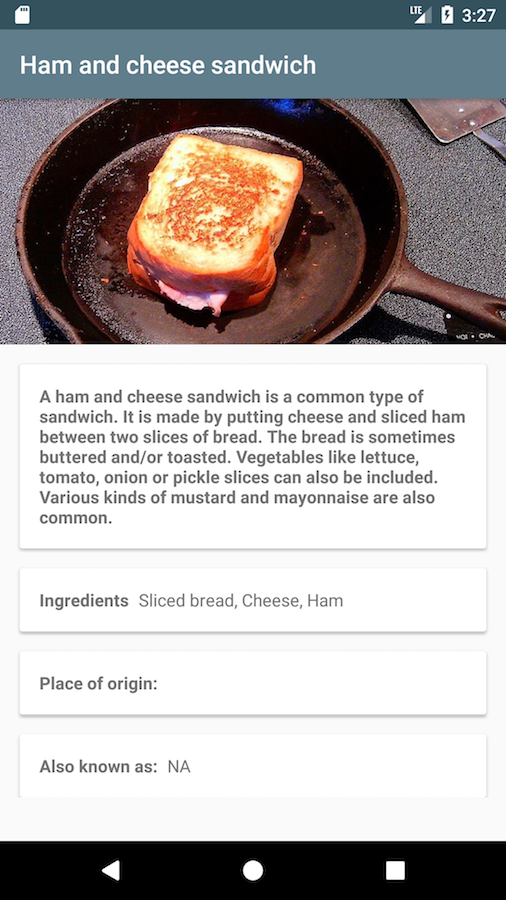 LTE 3:27
Ham and cheese sandwich
A ham and cheese sandwich is a common type of
sandwich. It is made by putting cheese and sliced ham
between two slices of bread. The bread is sometimes
buttered and/or toasted. Vegetables like lettuce,
tomato, onion or pickle slices can also be included.
Various kinds of mustard and mayonnaise are also
common.
Ingredients Sliced bread, Cheese, Ham
Place of origin:
Also known as: NA